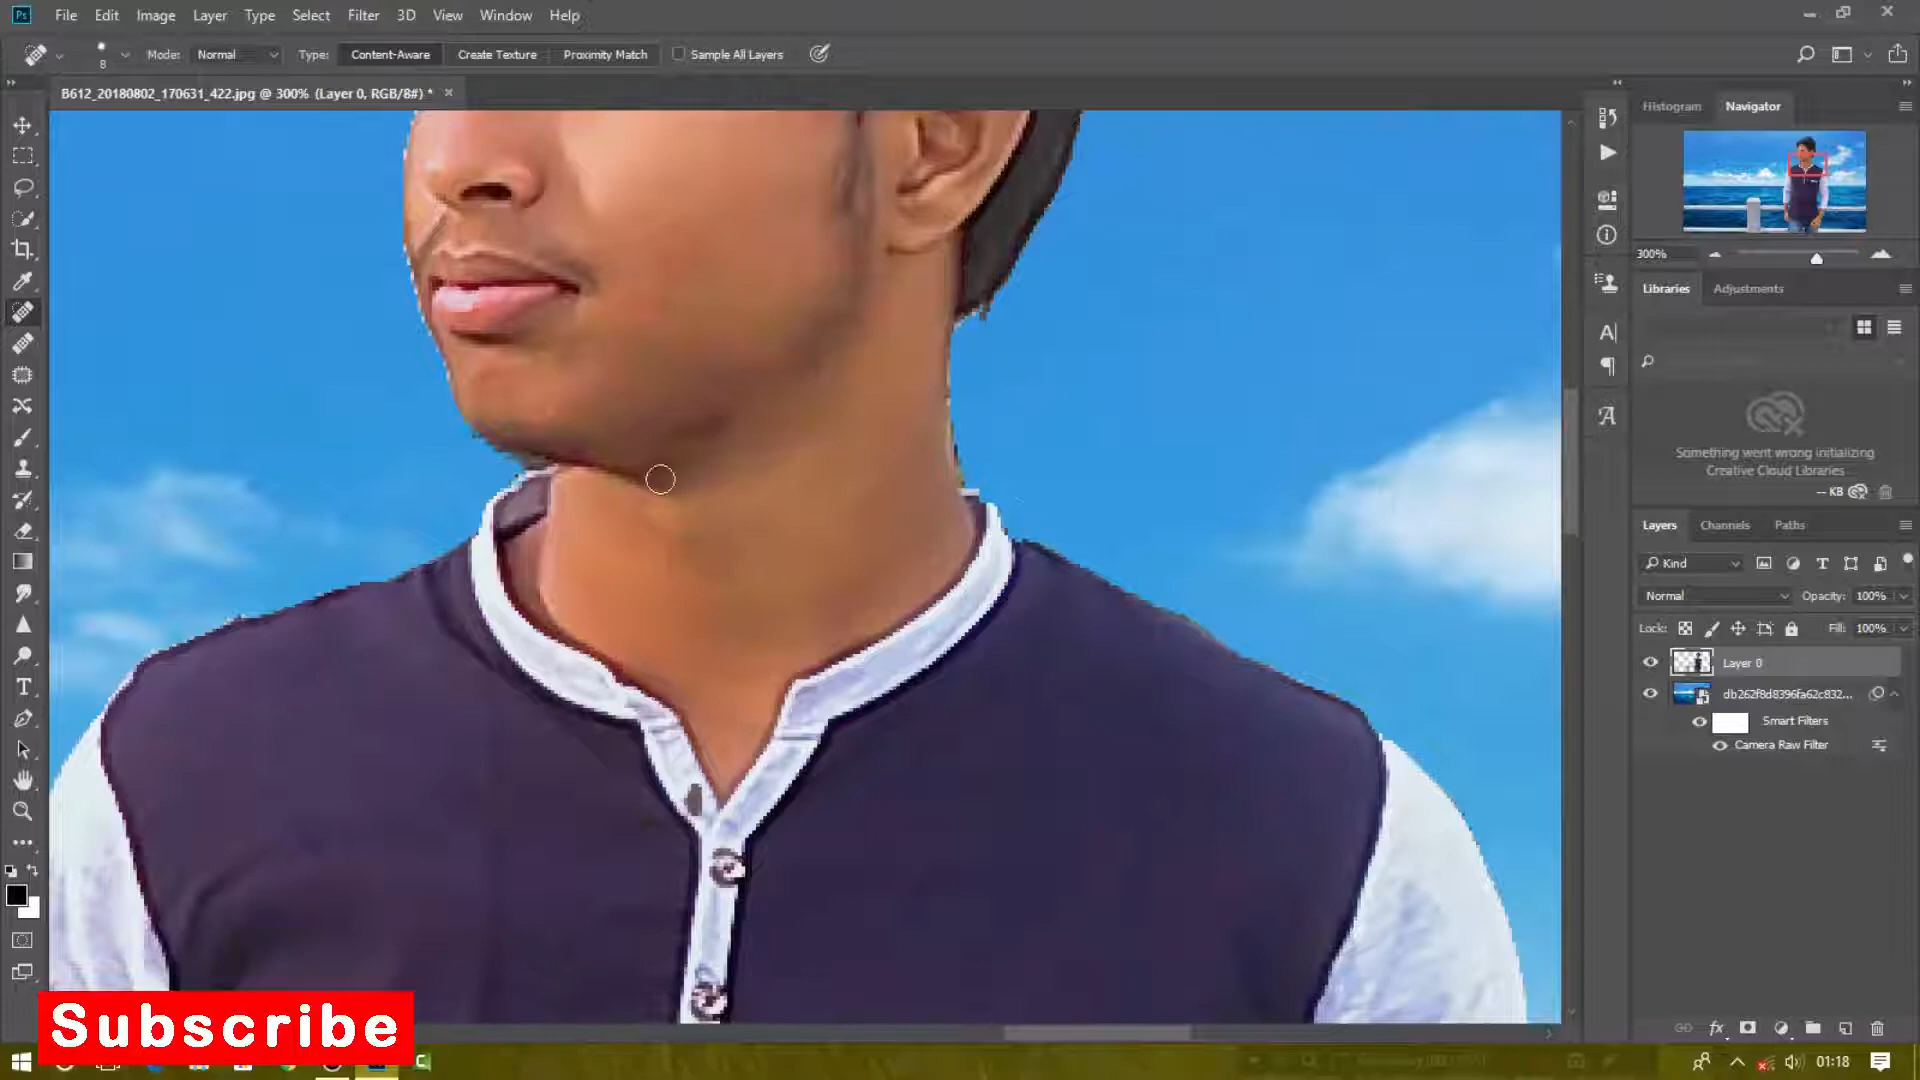 Ps File Edit Image Layer Type Select Filter 3D View Window Help
8 Mode: Normal Type: Content-Aware Create Texture Proximity Match Sample All Layers
B612_20180802_170631_422.jpg @ 300% (Layer 0, RGB/8#) * ×
Histogram Navigator
300%
Libraries Adjustments
Something went wrong initializing
Creative Cloud Libraries
-- KB
Layers Channels Paths
Kind
Normal Opacity: 100%
Lock: Fill: 100%
Layer 0
db262f8d8396fa62c832...
Smart Filters
Camera Raw Filter
Subscribe
01:18